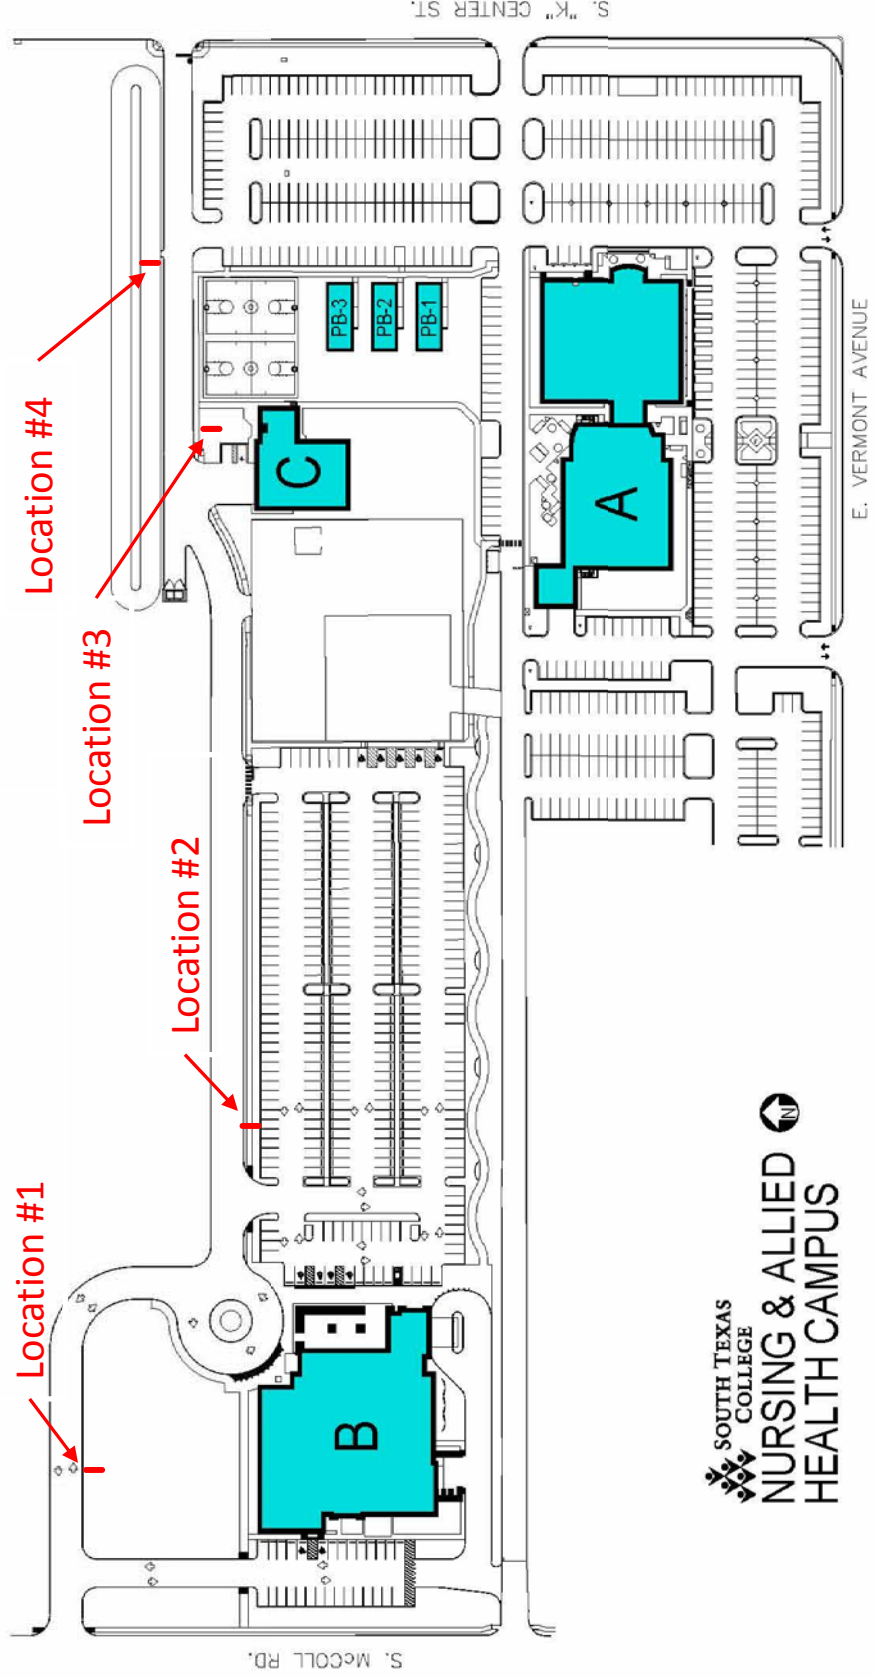 S. "K" CENTER ST.
Location #4
Location #3
Location #2
Location #1
PB-3
PB-2
PB-1
C
A
B
E. VERMONT AVENUE
S. McCOLL RD.
N
SOUTH TEXAS
COLLEGE
NURSING & ALLIED
HEALTH CAMPUS